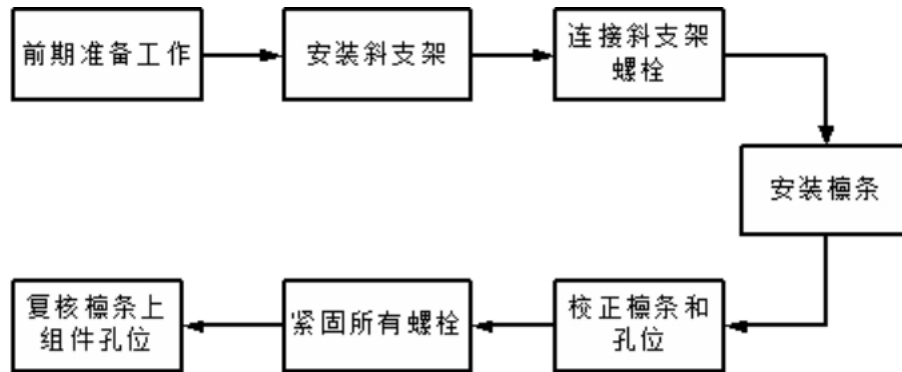 前期准备工作
安装斜支架
连接斜支架
螺栓
安装檩条
校正檩条和
孔位
紧固所有螺栓
复核檩条上
组件孔位